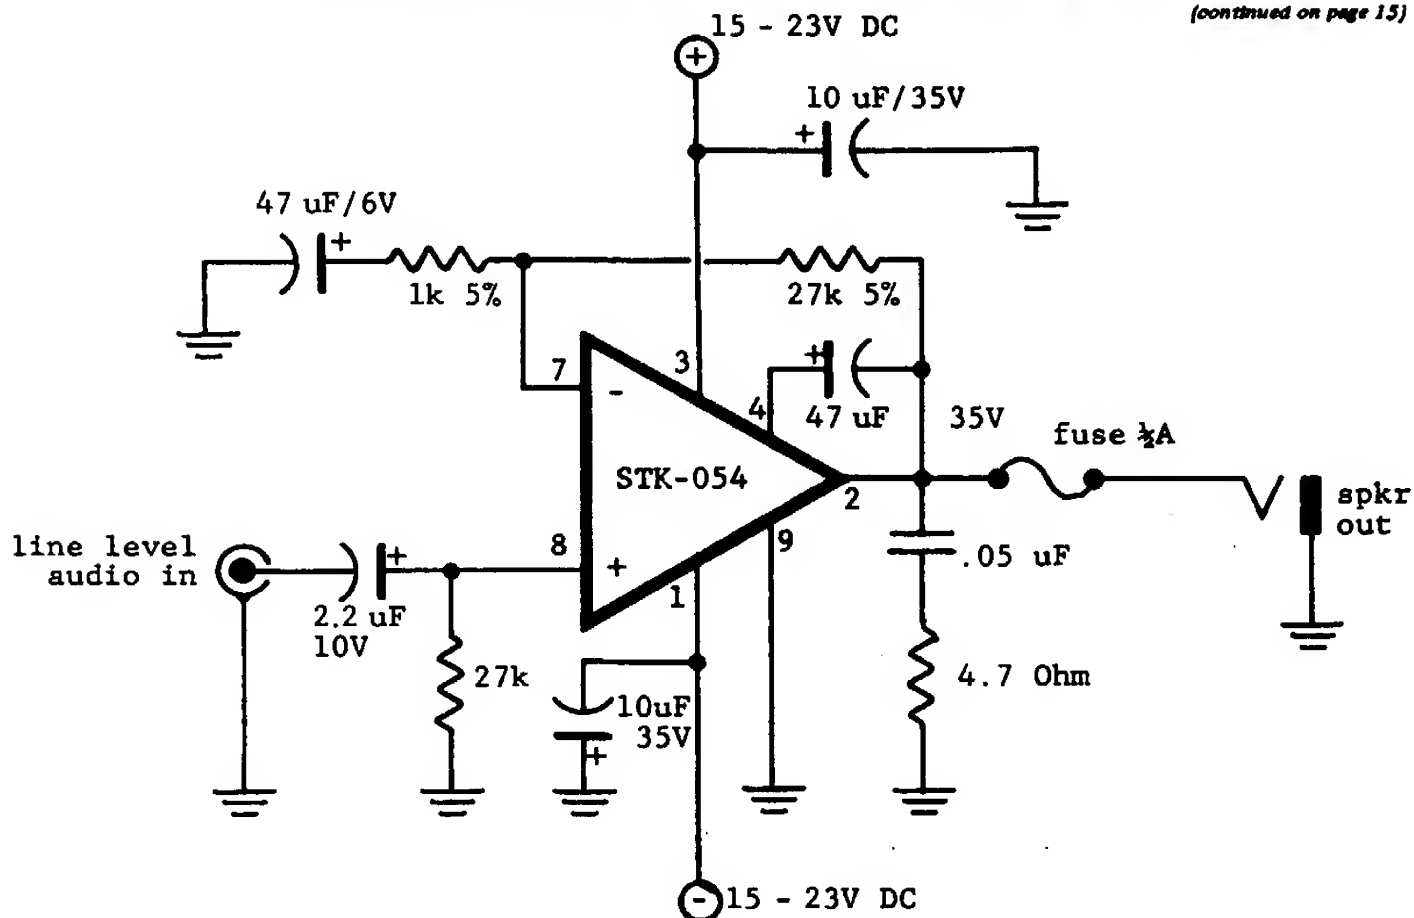 (continued on page 15)
15 - 23V DC
+
10 uF/35V
+
47 uF/6V
+
1k 5%
27k 5%
7
-
3
4
+
47 uF
35V
fuse ½A
STK-054
2
spkr
out
line level
audio in
+
8
+
9
.05 uF
1
2.2 uF
10V
27k
10uF
35V
+
4.7 Ohm
-
15 - 23V DC